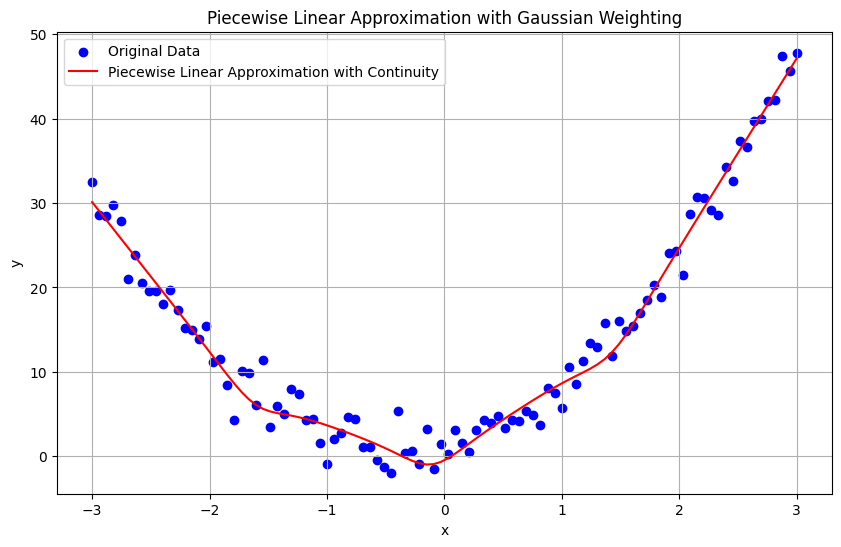 Piecewise Linear Approximation with Gaussian Weighting
Original Data
Piecewise Linear Approximation with Continuity
y
50
40
30
20
10
0
−3 −2 −1 0 1 2 3
x